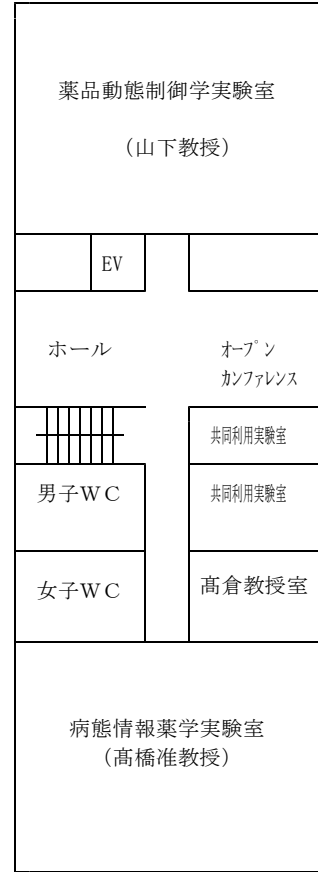 薬品動態制御学実験室
（山下教授）
EV
ホール
ｵｰﾌﾟﾝ
ｶﾝﾌｧﾚﾝｽ
共同利用実験室
男子ＷＣ
共同利用実験室
女子ＷＣ
髙倉教授室
病態情報薬学実験室
（髙橋准教授）